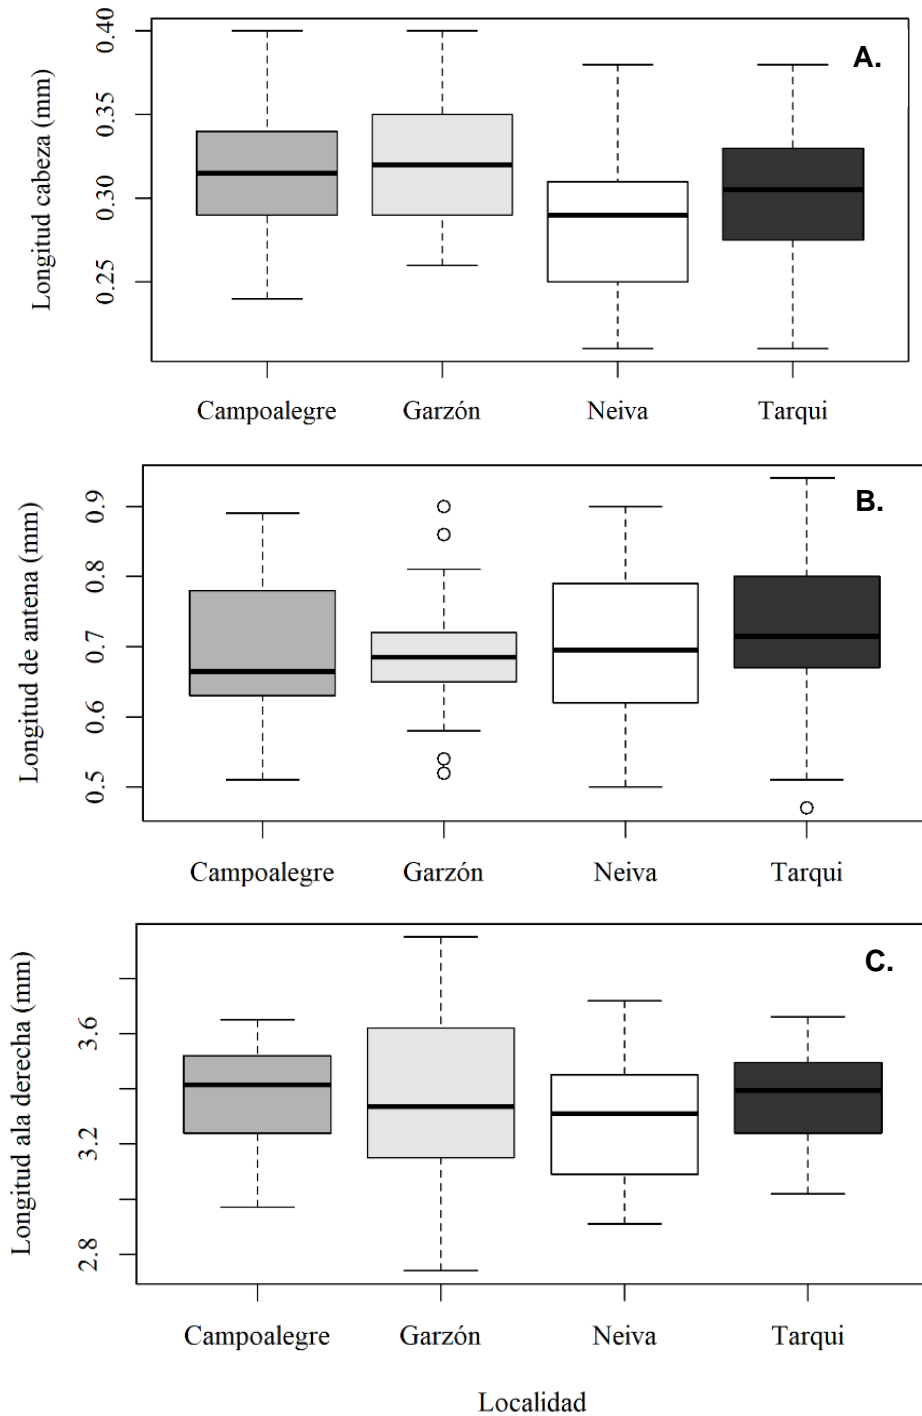 A.
Longitud cabeza (mm)
0.40
0.35
0.30
0.25
Campoalegre Garzón Neiva Tarqui
B.
Longitud de antena (mm)
0.9
0.8
0.7
0.6
0.5
Campoalegre Garzón Neiva Tarqui
C.
Longitud ala derecha (mm)
3.6
3.2
2.8
Campoalegre Garzón Neiva Tarqui
Localidad